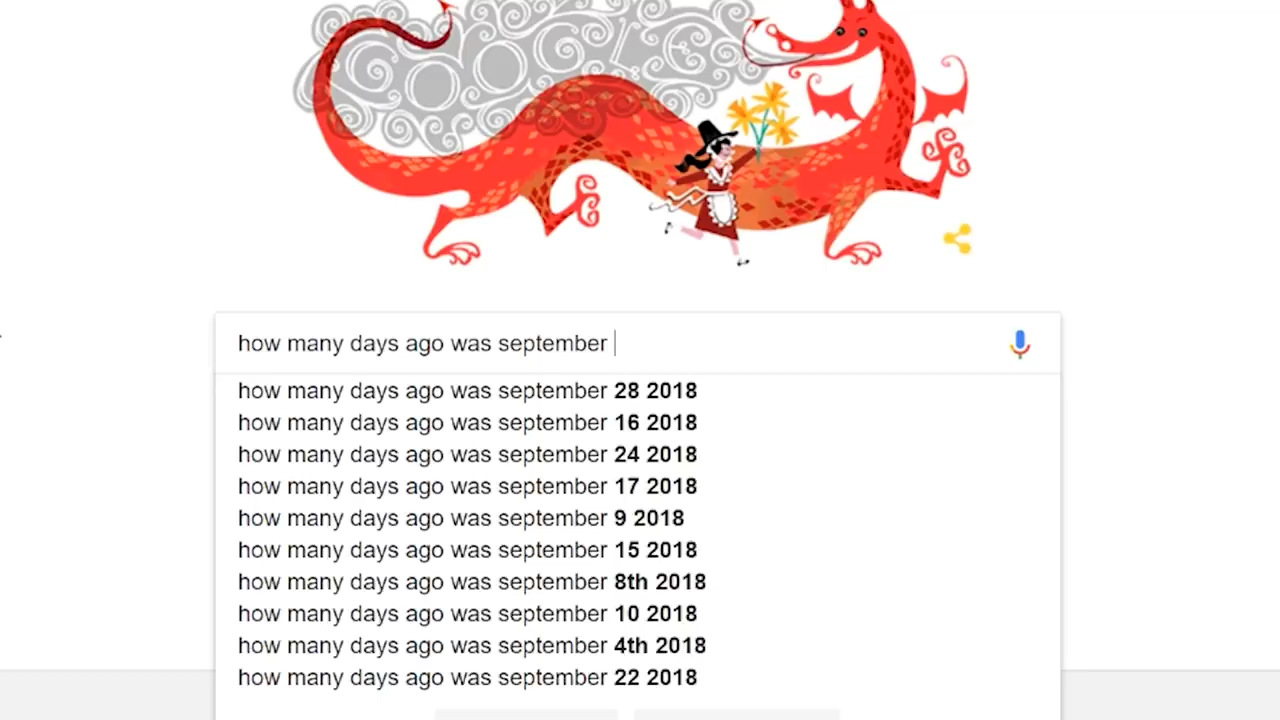 GOOGLE
how many days ago was september
how many days ago was september 28 2018
how many days ago was september 16 2018
how many days ago was september 24 2018
how many days ago was september 17 2018
how many days ago was september 9 2018
how many days ago was september 15 2018
how many days ago was september 8th 2018
how many days ago was september 10 2018
how many days ago was september 4th 2018
how many days ago was september 22 2018